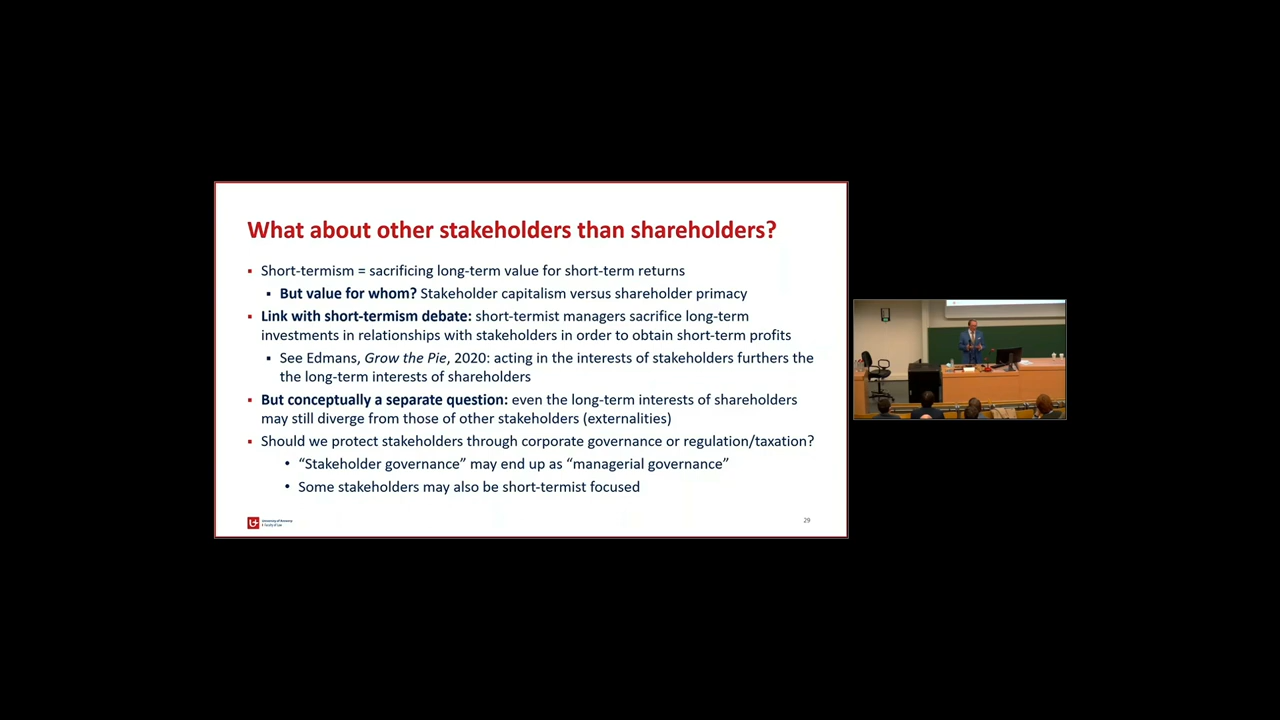 What about other stakeholders than shareholders?
▪ Short-termism = sacrificing long-term value for short-term returns
▪ But value for whom? Stakeholder capitalism versus shareholder primacy
▪ Link with short-termism debate: short-termist managers sacrifice long-term
investments in relationships with stakeholders in order to obtain short-term profits
▪ See Edmans, Grow the Pie, 2020: acting in the interests of stakeholders furthers the
the long-term interests of shareholders
▪ But conceptually a separate question: even the long-term interests of shareholders
may still diverge from those of other stakeholders (externalities)
▪ Should we protect stakeholders through corporate governance or regulation/taxation?
• “Stakeholder governance” may end up as “managerial governance”
• Some stakeholders may also be short-termist focused
University of Antwerp
Faculty of Law
29